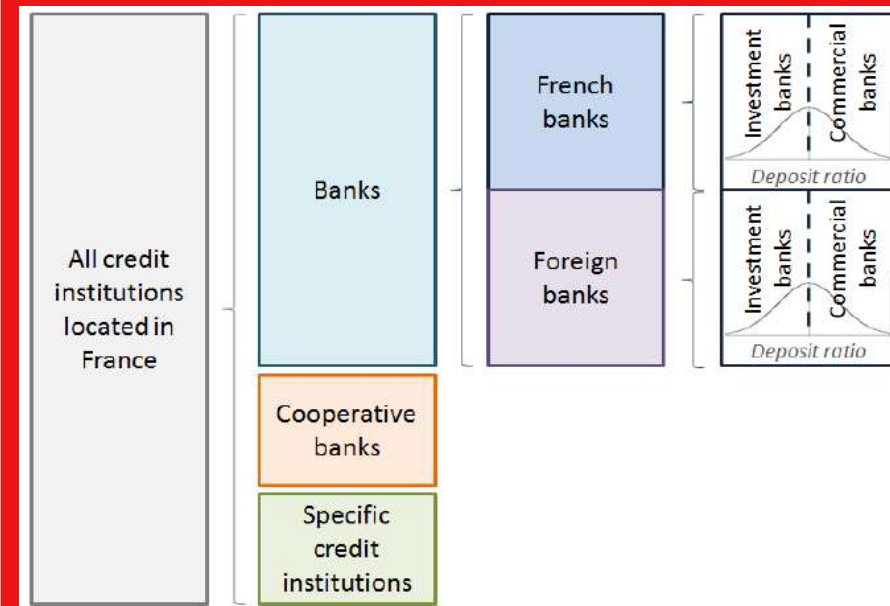 All credit
institutions
located in
France
Banks
Cooperative
banks
Specific
credit
institutions
French
banks
Foreign
banks
Investment
banks
Commercial
banks
Deposit ratio
Investment
banks
Commercial
banks
Deposit ratio